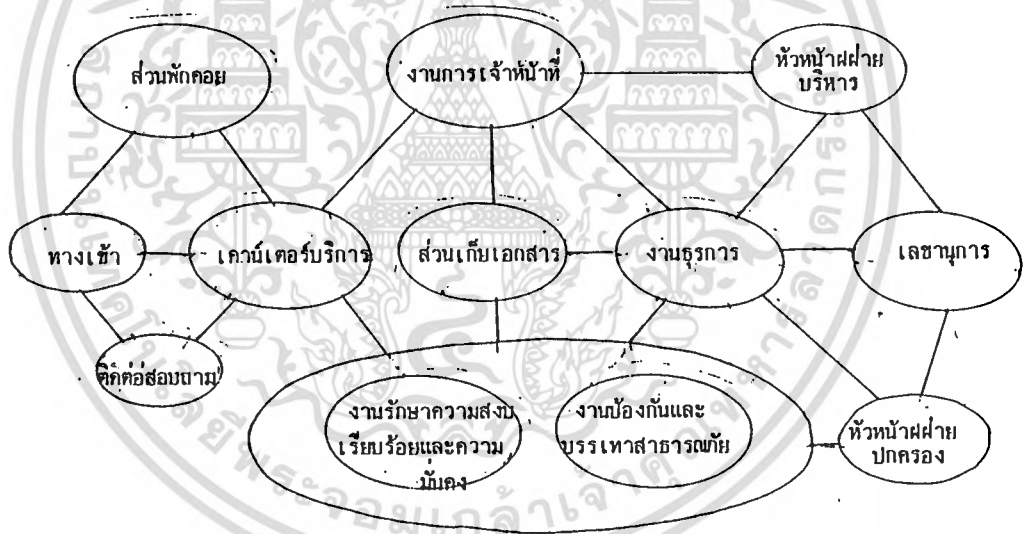 ส่วนพักคอย
งานการเจ้าหน้าที่
หัวหน้าฝ่าย
บริหาร
ทางเข้า
เคาน์เตอร์บริการ
ส่วนเก็บเอกสาร
งานธุรการ
เลขานุการ
ติดต่อสอบถาม
งานรักษาความสงบ
เรียบร้อยและความ
มั่นคง
งานป้องกันและ
บรรเทาสาธารณภัย
หัวหน้าฝ่าย
ปกครอง